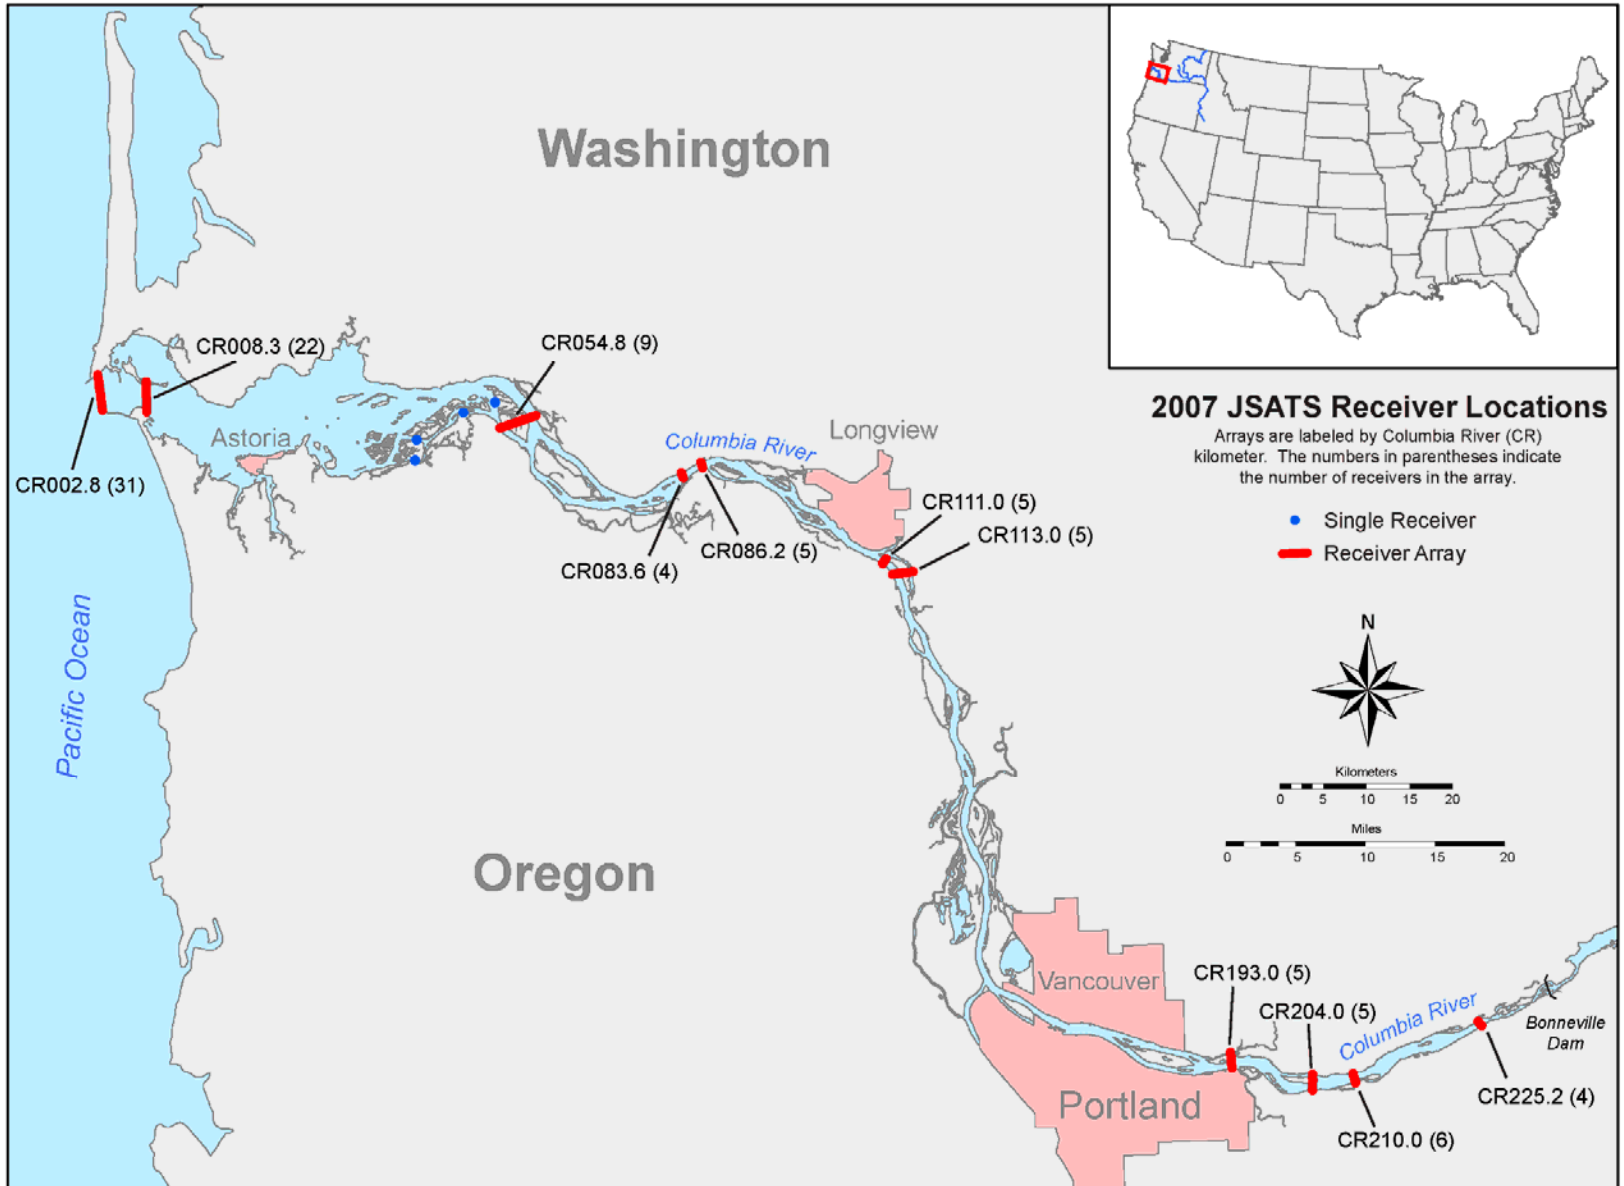 Washington
CR008.3 (22)
CR054.8 (9)
Astoria
Columbia River
Longview
CR002.8 (31)
CR083.6 (4)
CR086.2 (5)
CR111.0 (5)
CR113.0 (5)
2007 JSATS Receiver Locations
Arrays are labeled by Columbia River (CR)
kilometer. The numbers in parentheses indicate
the number of receivers in the array.
Single Receiver
Receiver Array
N
Kilometers
0 5 10 15 20
Miles
0 5 10 15 20
Pacific Ocean
Oregon
Vancouver
Portland
CR193.0 (5)
CR204.0 (5)
Columbia River
Bonneville
Dam
CR225.2 (4)
CR210.0 (6)